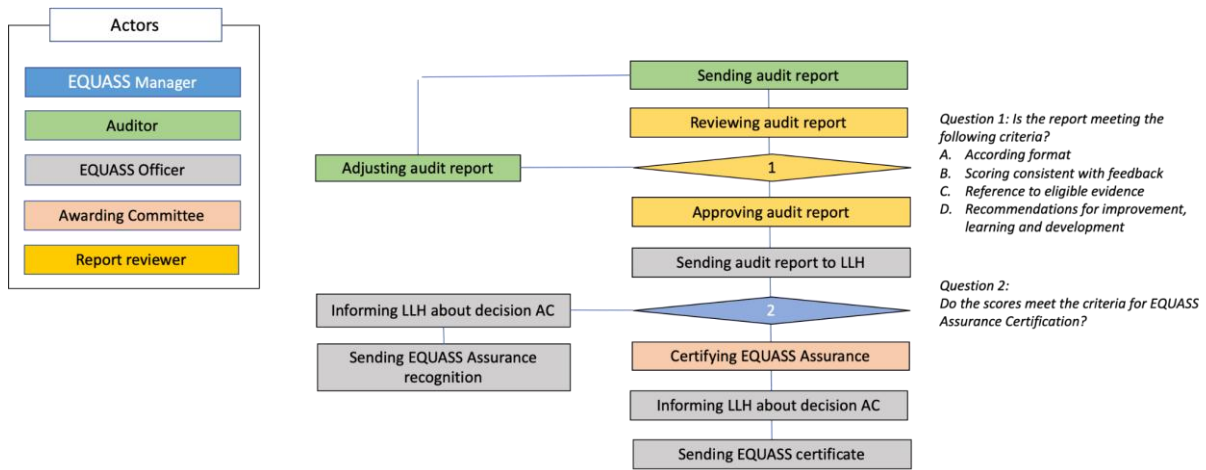 Actors
EQUASS Manager
Auditor
EQUASS Officer
Awarding Committee
Report reviewer
Sending audit report
Reviewing audit report
Adjusting audit report
1
Approving audit report
Sending audit report to LLH
Informing LLH about decision AC
2
Sending EQUASS Assurance
recognition
Certifying EQUASS Assurance
Informing LLH about decision AC
Sending EQUASS certificate
Question 1: Is the report meeting the
following criteria?
A. According format
B. Scoring consistent with feedback
C. Reference to eligible evidence
D. Recommendations for improvement,
learning and development
Question 2:
Do the scores meet the criteria for EQUASS
Assurance Certification?